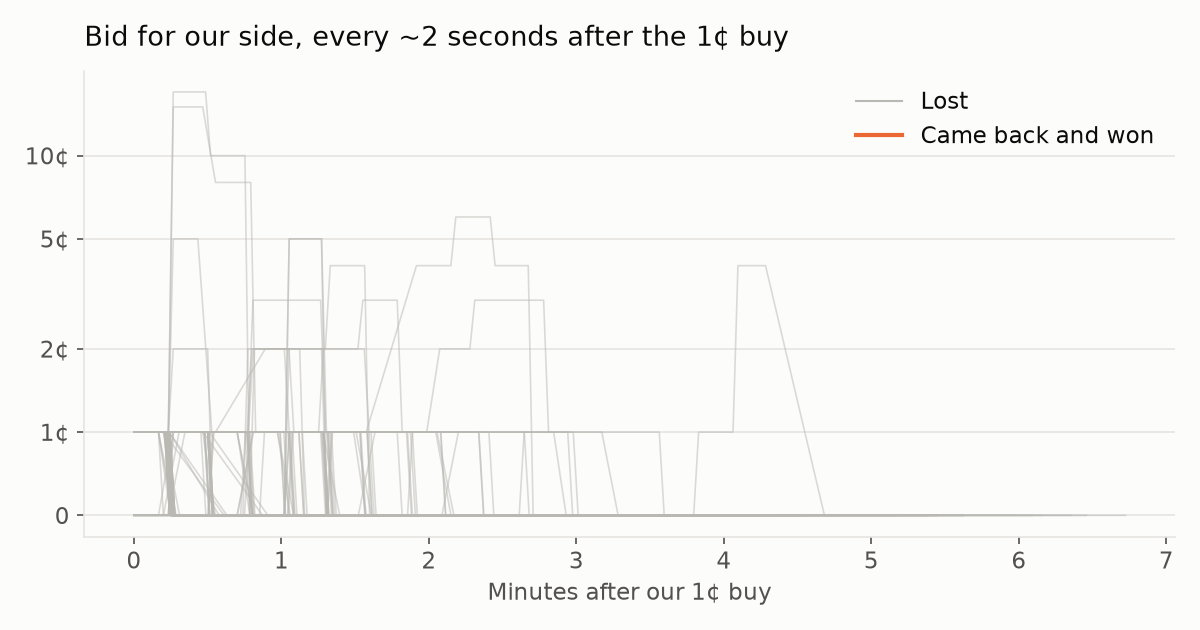 Bid for our side, every ~2 seconds after the 1¢ buy
Lost
Came back and won
10¢
5¢
2¢
1¢
0
0 1 2 3 4 5 6 7
Minutes after our 1¢ buy